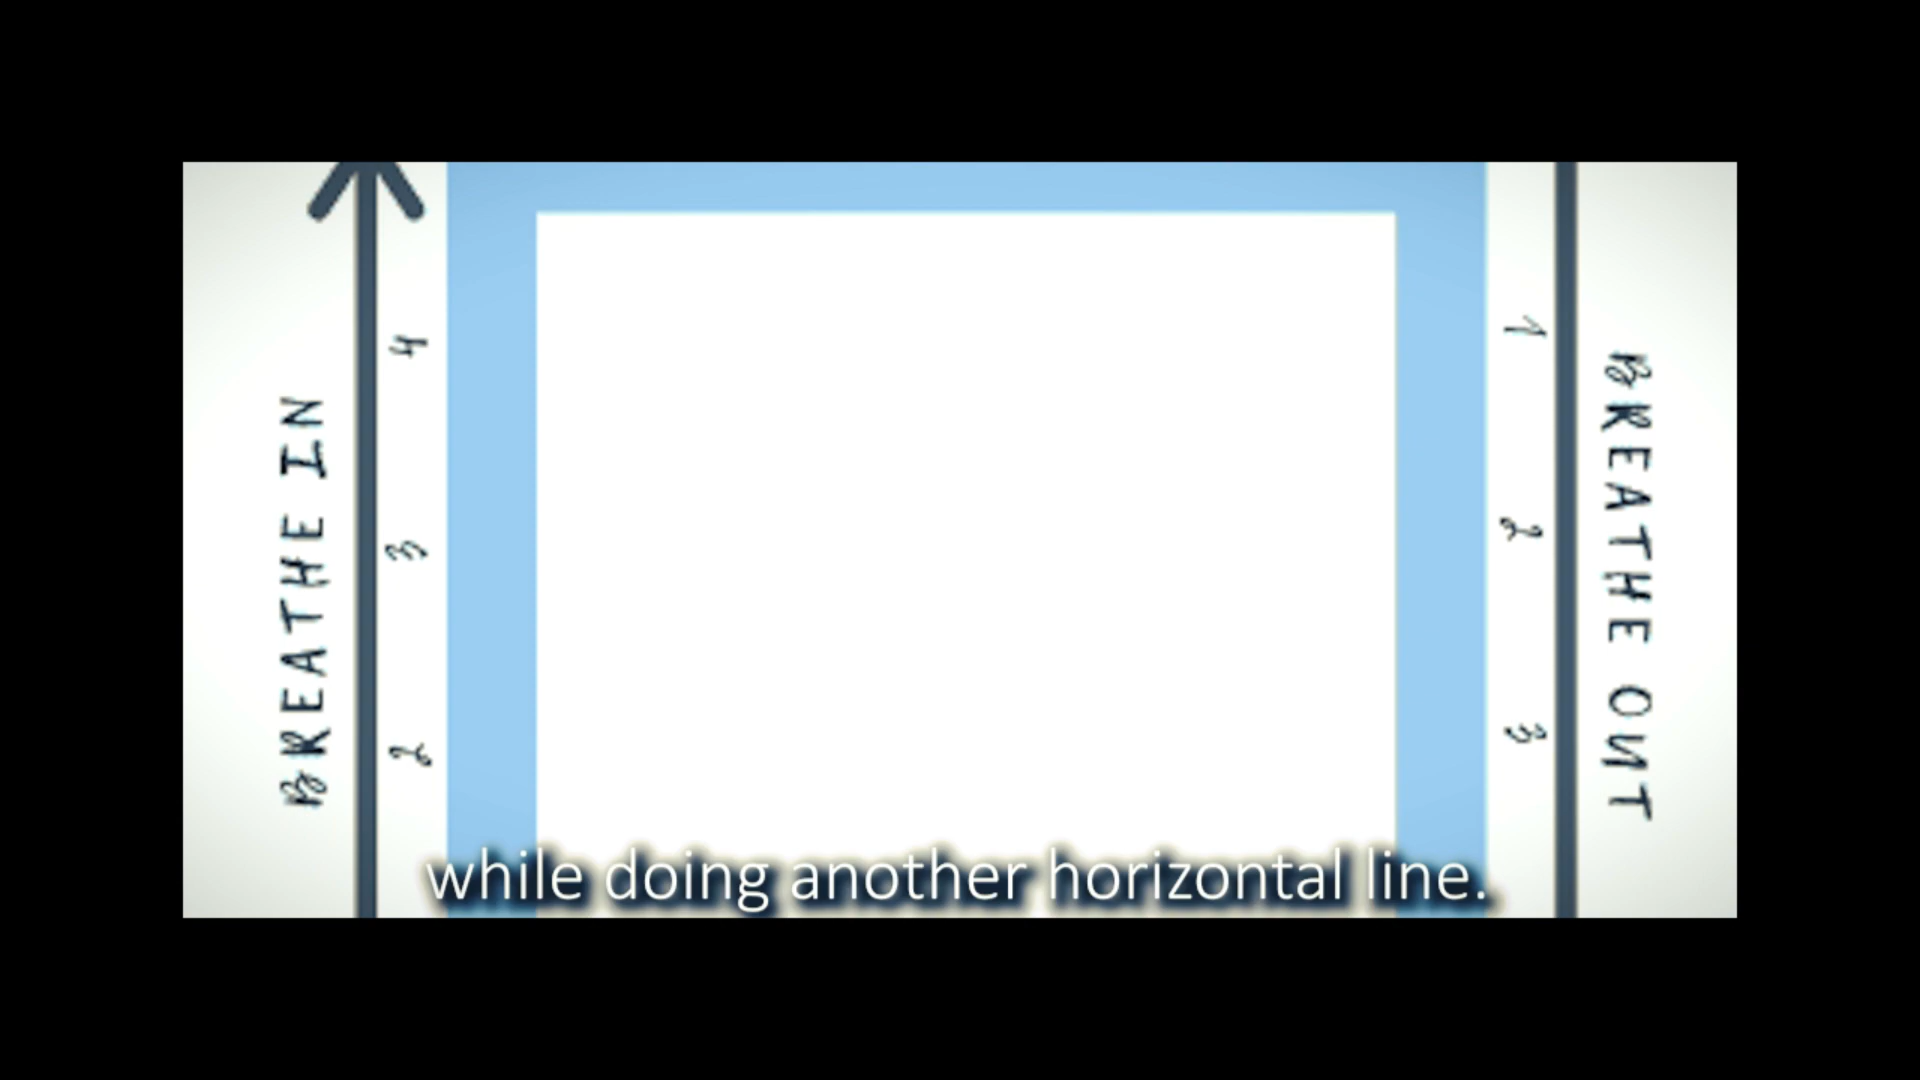 BREATHE IN
4
3
2
1
2
3
BREATHE OUT
while doing another horizontal line.